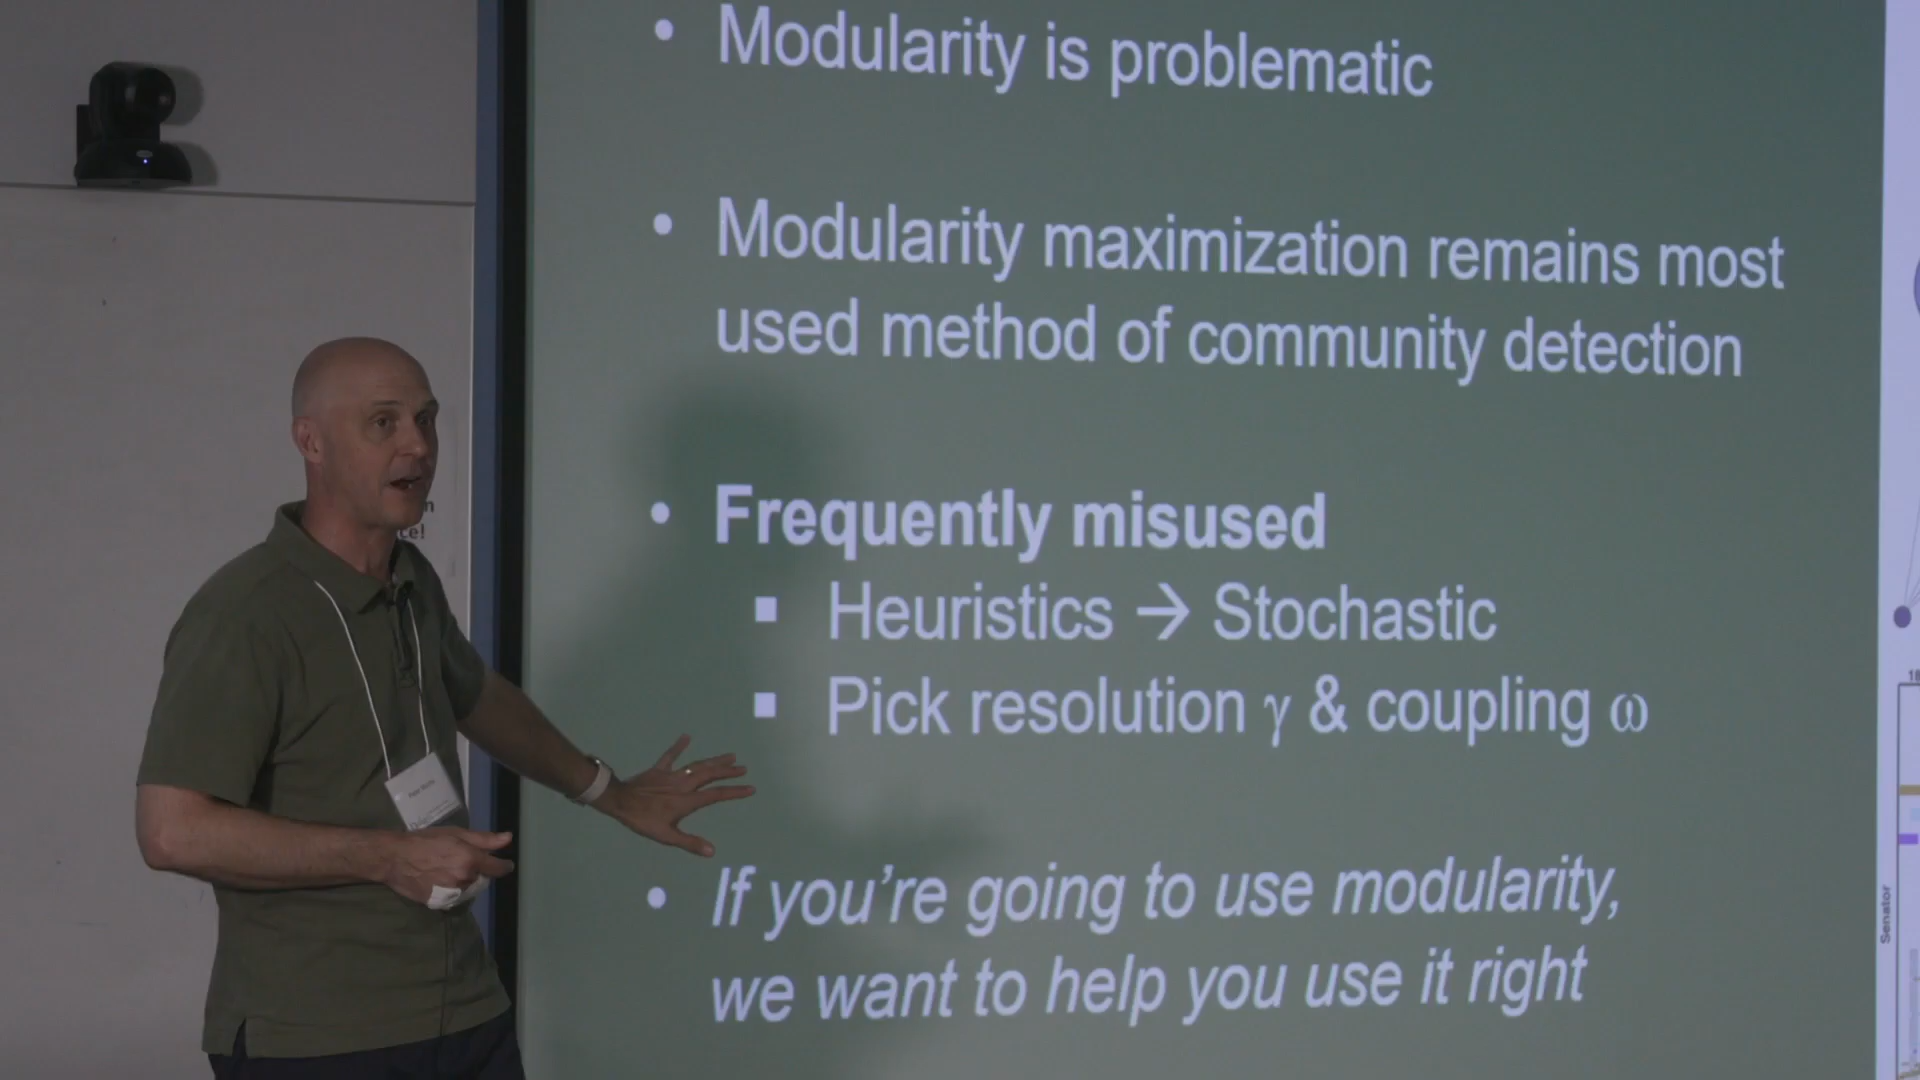 • Modularity is problematic
• Modularity maximization remains most
used method of community detection
• Frequently misused
▪ Heuristics → Stochastic
▪ Pick resolution γ & coupling ω
• If you're going to use modularity,
we want to help you use it right
Senator